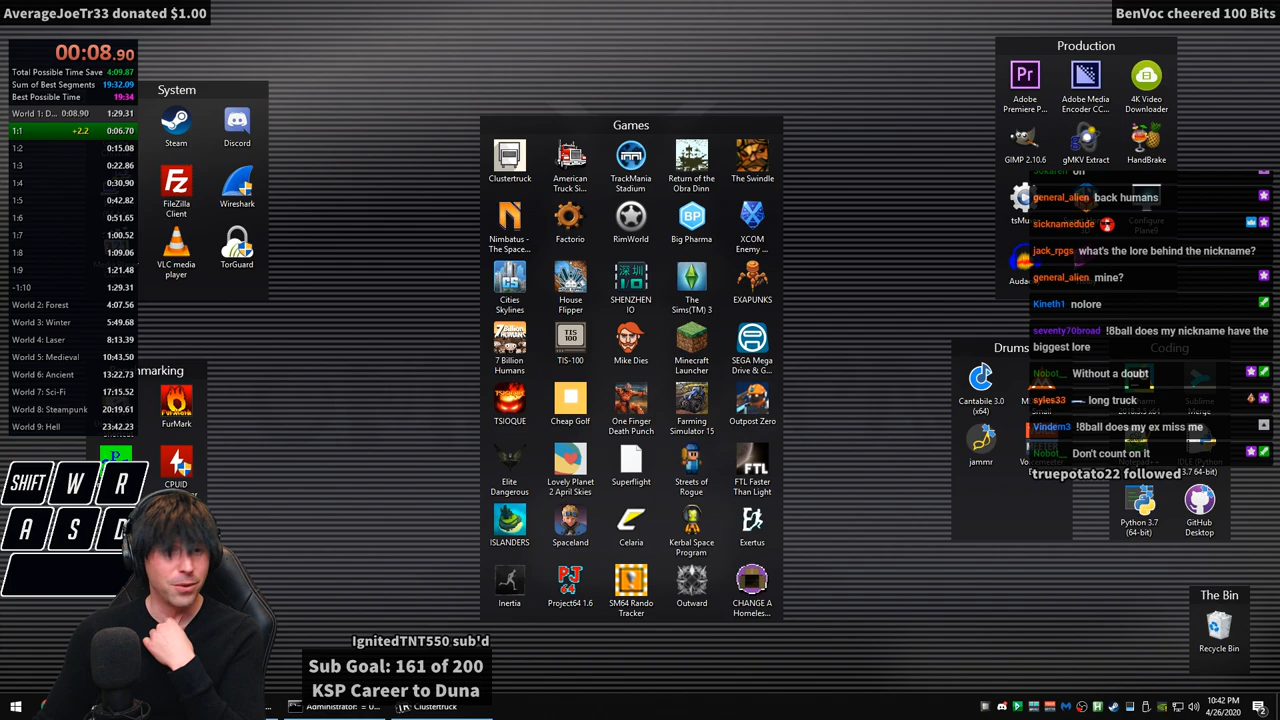 AverageJoeTr33 donated $1.00
BenVoc cheered 100 Bits
00:08.90
Total Possible Time Save 4:09.87
Sum of Best Segments 19:32.09
Best Possible Time 19:34
World 1: D... 0:08.90 1:29.31
1:1 +2.2 0:06.70
1:2 0:15.08
1:3 0:22.86
1:4 0:30.90
1:5 0:42.82
1:6 0:51.65
1:7 1:00.52
1:8 1:09.06
1:9 1:21.48
-1:10 1:29.31
World 2: Forest 4:07.56
World 3: Winter 5:49.68
World 4: Laser 8:13.39
World 5: Medieval 10:43.50
World 6: Ancient 13:22.73
World 7: Sci-Fi 17:15.52
World 8: Steampunk 20:19.61
World 9: Hell 23:42.23
System
Steam
Discord
FileZilla Client
Wireshark
VLC media player
TorGuard
marking
FurMark
CPUID
SHIFT W R
A S D
Games
Clustertruck
American Truck Si...
TrackMania Stadium
Return of the Obra Dinn
The Swindle
Nimbatus - The Space...
Factorio
RimWorld
Big Pharma
XCOM Enemy ...
Cities Skylines
House Flipper
SHENZHEN IO
The Sims(TM) 3
EXAPUNKS
7 Billion Humans
TIS-100
Mike Dies
Minecraft Launcher
SEGA Mega Drive & G...
TSIOQUE
Cheap Golf
One Finger Death Punch
Farming Simulator 15
Outpost Zero
Elite Dangerous
Lovely Planet 2 April Skies
Superflight
Streets of Rogue
FTL Faster Than Light
ISLANDERS
Spaceland
Celaria
Kerbal Space Program
Exertus
Inertia
Project64 1.6
SM64 Rando Tracker
Outward
CHANGE A Homeles...
Production
Adobe Premiere P...
Adobe Media Encoder CC...
4K Video Downloader
GIMP 2.10.6
gMKV Extract
HandBrake
general_alien back humans
sicknamedude
jack_rpgs what's the lore behind the nickname?
general_alien mine?
Kineth1 nolore
seventy70broad !8ball does my nickname have the
biggest lore
Nobot__ Without a doubt
syles33 long truck
Vindem3 !8ball does my ex miss me
Nobot__ Don't count on it
truepotato22 followed
Drums
Coding
Cantabile 3.0 (x64)
jammr
Python 3.7 (64-bit)
GitHub Desktop
The Bin
Recycle Bin
IgnitedTNT550 sub'd
Sub Goal: 161 of 200
KSP Career to Duna
Clustertruck
10:42 PM
4/26/2020